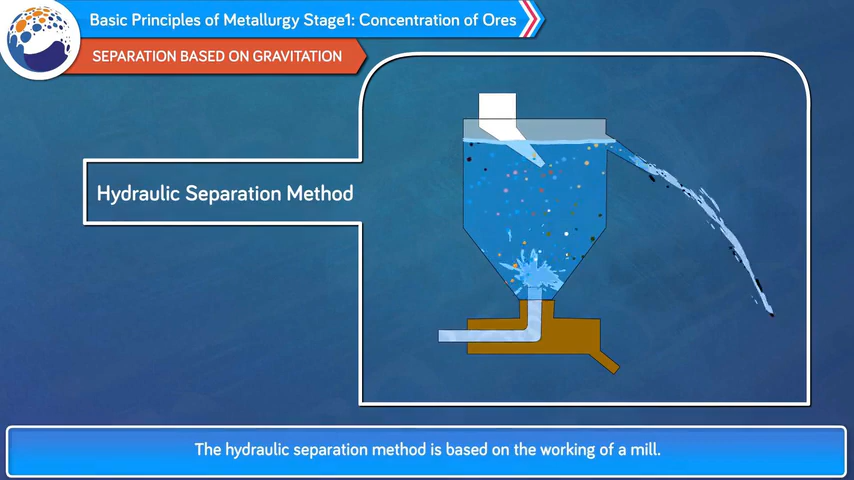 Basic Principles of Metallurgy Stage1: Concentration of Ores
SEPARATION BASED ON GRAVITATION
Hydraulic Separation Method
The hydraulic separation method is based on the working of a mill.